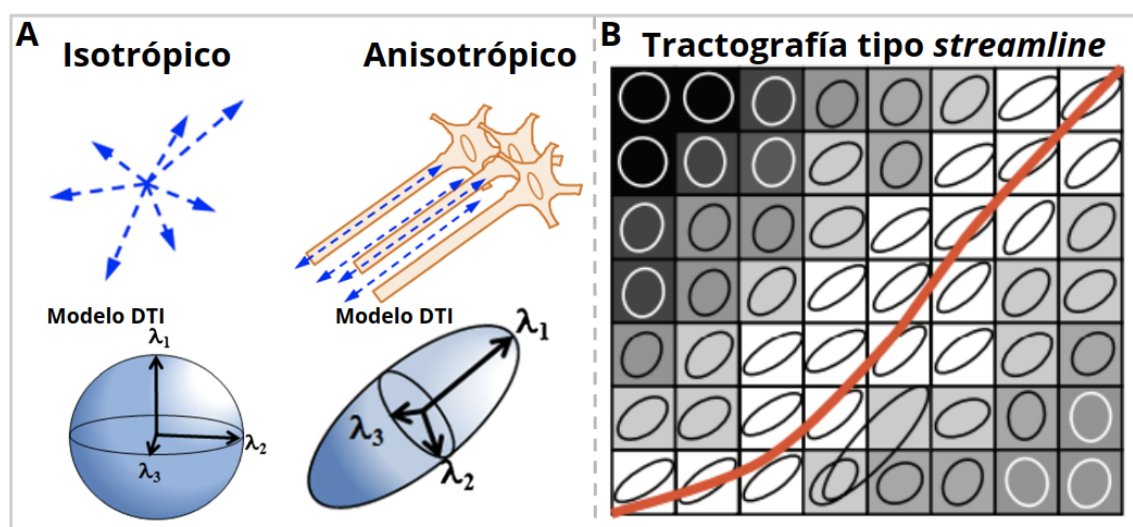 A
Isotrópico
Anisotrópico
Modelo DTI
λ1
λ2
λ3
Modelo DTI
λ1
λ3
λ2
B
Tractografía tipo streamline